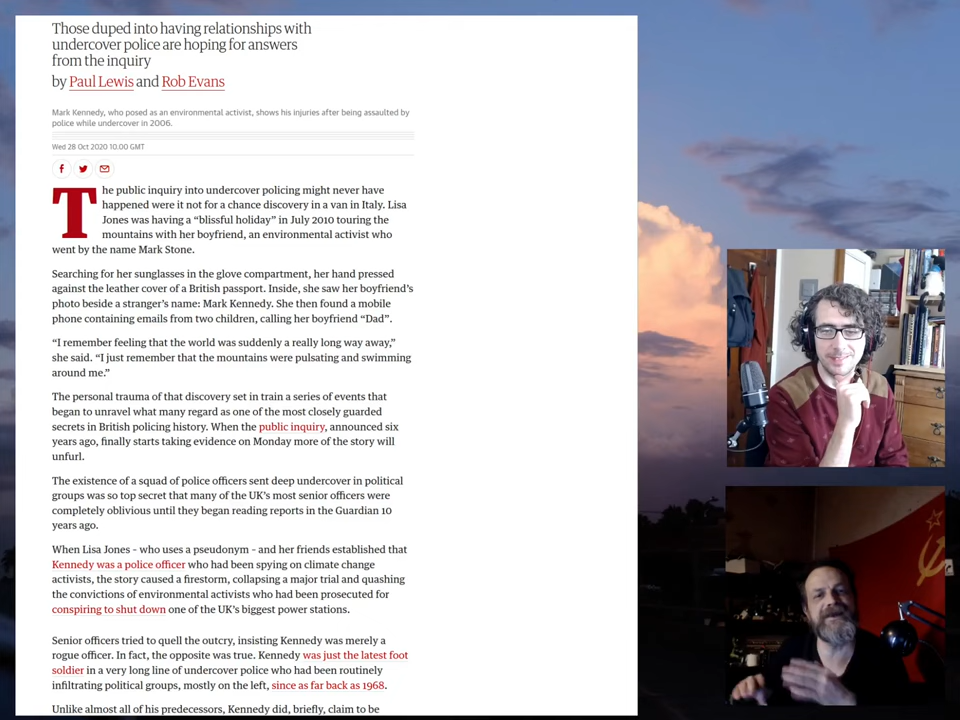 Those duped into having relationships with
undercover police are hoping for answers
from the inquiry
by Paul Lewis and Rob Evans
Mark Kennedy, who posed as an environmental activist, shows his injuries after being assaulted by
police while undercover in 2006.
Wed 28 Oct 2020 10.00 GMT
The public inquiry into undercover policing might never have
happened were it not for a chance discovery in a van in Italy. Lisa
Jones was having a “blissful holiday” in July 2010 touring the
mountains with her boyfriend, an environmental activist who
went by the name Mark Stone.
Searching for her sunglasses in the glove compartment, her hand pressed
against the leather cover of a British passport. Inside, she saw her boyfriend’s
photo beside a stranger’s name: Mark Kennedy. She then found a mobile
phone containing emails from two children, calling her boyfriend “Dad”.
“I remember feeling that the world was suddenly a really long way away,”
she said. “I just remember that the mountains were pulsating and swimming
around me.”
The personal trauma of that discovery set in train a series of events that
began to unravel what many regard as one of the most closely guarded
secrets in British policing history. When the public inquiry, announced six
years ago, finally starts taking evidence on Monday more of the story will
unfurl.
The existence of a squad of police officers sent deep undercover in political
groups was so top secret that many of the UK’s most senior officers were
completely oblivious until they began reading reports in the Guardian 10
years ago.
When Lisa Jones – who uses a pseudonym – and her friends established that
Kennedy was a police officer who had been spying on climate change
activists, the story caused a firestorm, collapsing a major trial and quashing
the convictions of environmental activists who had been prosecuted for
conspiring to shut down one of the UK’s biggest power stations.
Senior officers tried to quell the outcry, insisting Kennedy was merely a
rogue officer. In fact, the opposite was true. Kennedy was just the latest foot
soldier in a very long line of undercover police who had been routinely
infiltrating political groups, mostly on the left, since as far back as 1968.
Unlike almost all of his predecessors, Kennedy did, briefly, claim to be